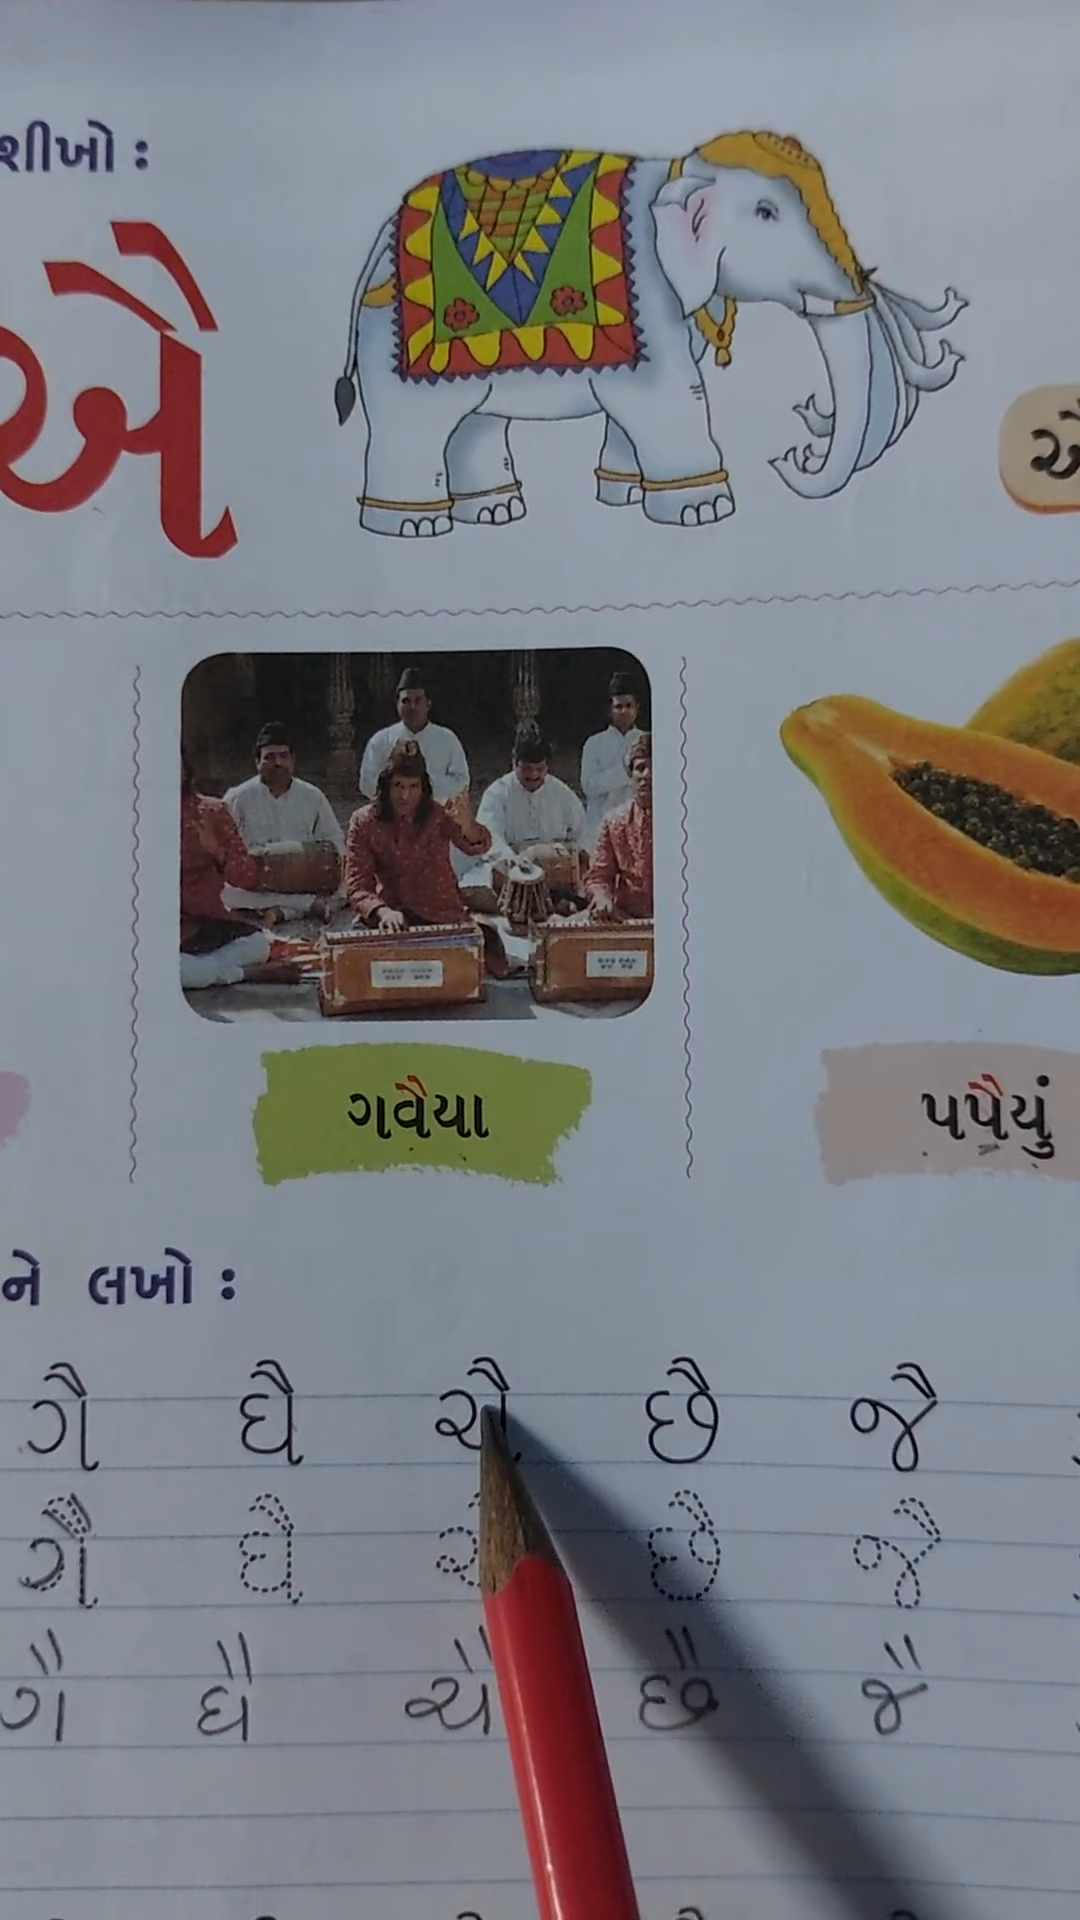 શીખો :
ઐ
ગવૈયા પપૈયું
ને લખો :
ગૈ ઘૈ ચૈ છૈ જૈ
ગૈ ઘૈ છૈ જૈ
ગૈ ઘૈ ચૈ છૈ જૈ